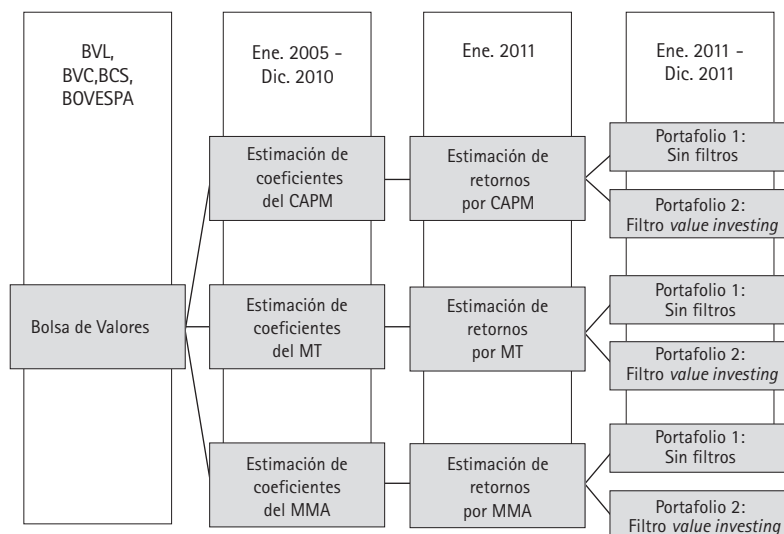 BVL,
BVC,BCS,
BOVESPA
Ene. 2005 -
Dic. 2010
Ene. 2011
Ene. 2011 -
Dic. 2011
Bolsa de Valores
Estimación de
coeficientes
del CAPM
Estimación de
retornos
por CAPM
Portafolio 1:
Sin filtros
Portafolio 2:
Filtro value investing
Estimación de
coeficientes
del MT
Estimación de
retornos
por MT
Portafolio 1:
Sin filtros
Portafolio 2:
Filtro value investing
Estimación de
coeficientes
del MMA
Estimación de
retornos
por MMA
Portafolio 1:
Sin filtros
Portafolio 2:
Filtro value investing